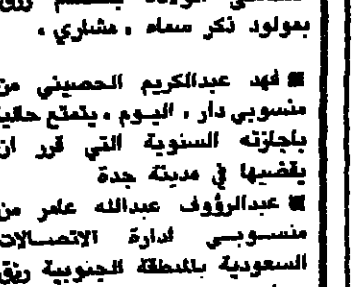 بمولود ذكر سماه ، مشاري ،
■ فهد عبدالكريم الحصيني من
منسوبي دار ، اليوم ، يتمتع حاليا
باجازته السنوية التي قرر ان
يقضيها في مدينة جدة
■ عبدالرؤوف عبدالله عامر من
منسوبي ادارة الاتصالات
السعودية بالمنطقة الجنوبية رزق